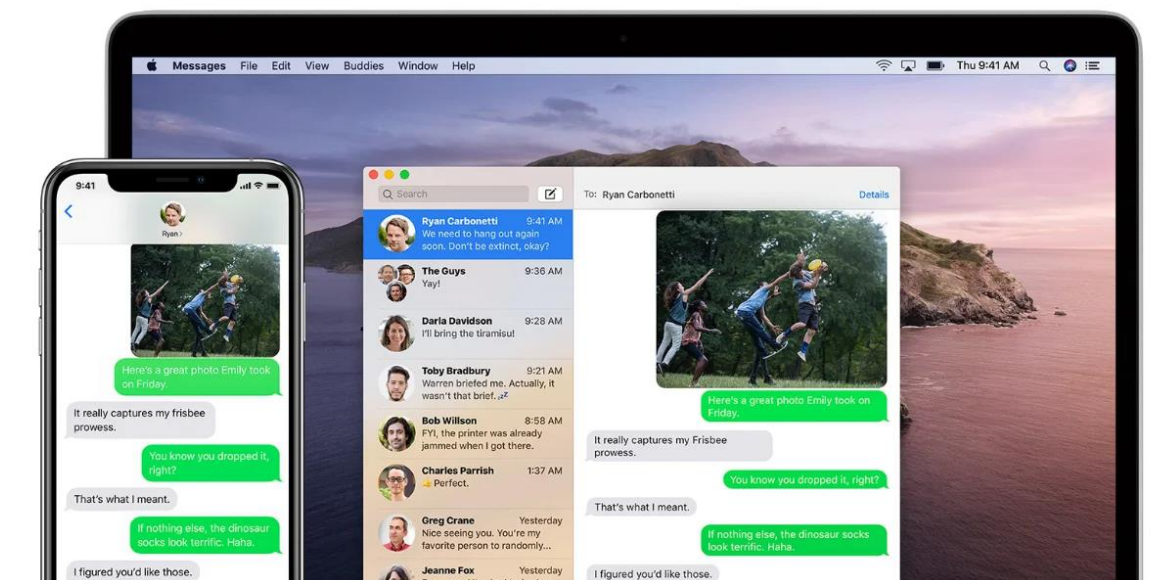 Messages File Edit View Buddies Window Help
Thu 9:41 AM
9:41
Ryan
Here's a great photo Emily took
on Friday.
It really captures my frisbee
prowess.
You know you dropped it,
right?
That's what I meant.
If nothing else, the dinosaur
socks look terrific. Haha.
I figured you'd like those.
Search
Ryan Carbonetti 9:41 AM
We need to hang out again
soon. Don't be extinct, okay?
The Guys 9:36 AM
Yay!
Darla Davidson 9:28 AM
I'll bring the tiramisu!
Toby Bradbury 9:21 AM
Warren briefed me. Actually, it
wasn't that brief. 💤
Bob Willson 8:58 AM
FYI, the printer was already
jammed when I got there.
Charles Parrish 1:37 AM
👍 Perfect.
Greg Crane Yesterday
Nice seeing you. You're my
favorite person to randomly...
Jeanne Fox Yesterday
To: Ryan Carbonetti Details
Here's a great photo Emily took on
Friday.
It really captures my Frisbee
prowess.
You know you dropped it, right?
That's what I meant.
If nothing else, the dinosaur socks
look terrific. Haha.
I figured you'd like those.